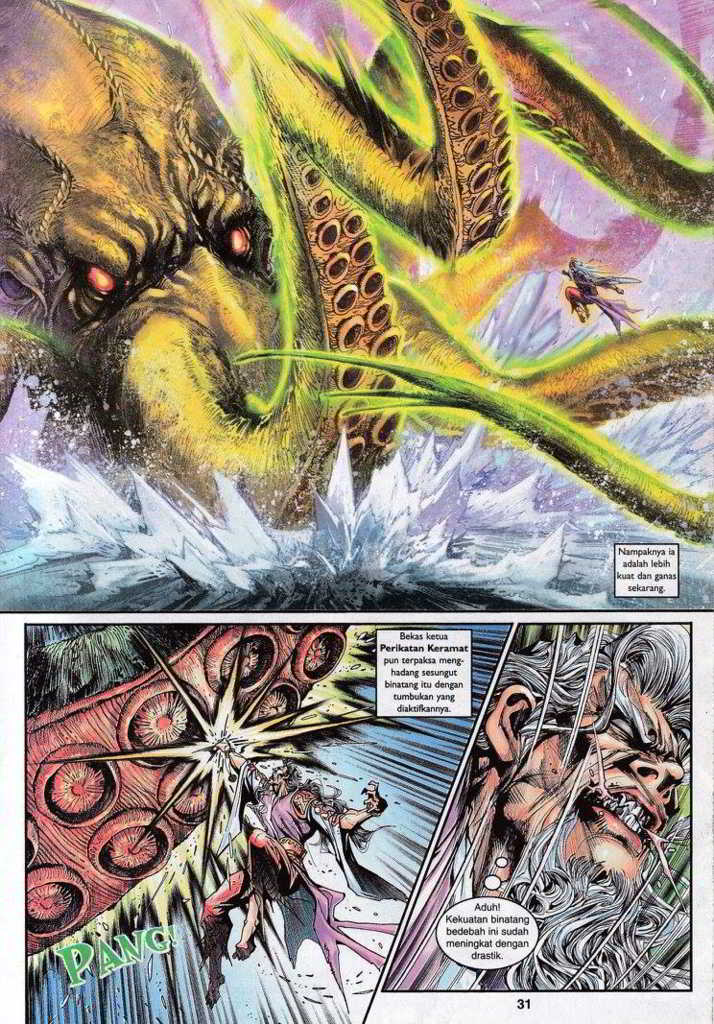 Nampaknya ia
adalah lebih
kuat dan ganas
sekarang.
Bekas ketua
Perikatan Keramat
pun terpaksa meng-
hadang sesungut
binatang itu dengan
tumbukan yang
diaktifkannya.
PANG!
Aduh!
Kekuatan binatang
bedebah ini sudah
meningkat dengan
drastik.
31